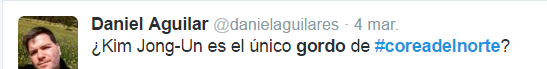 Daniel Aguilar @danielaguilares · 4 mar.
¿Kim Jong-Un es el único gordo de #coreadelnorte?